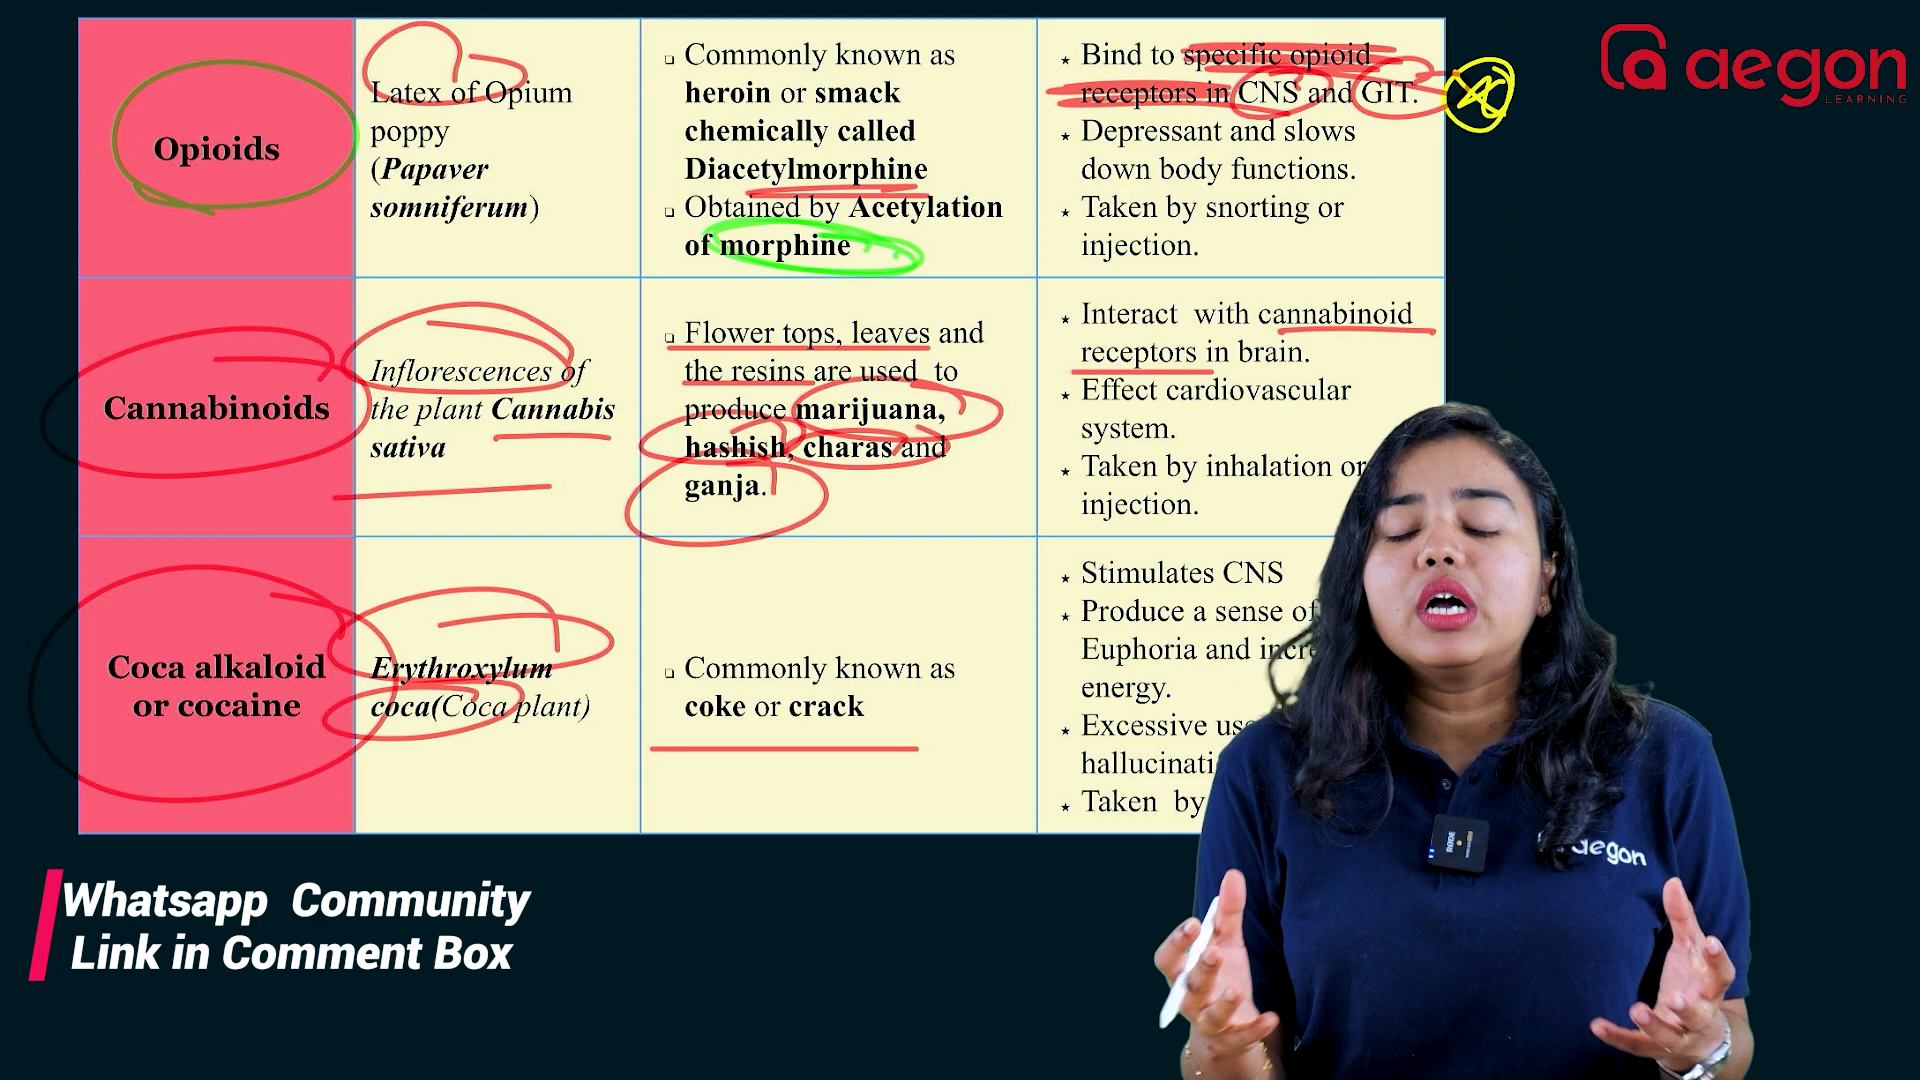 Opioids
Latex of Opium
poppy
(Papaver
somniferum)
❑ Commonly known as
heroin or smack
chemically called
Diacetylmorphine
❑ Obtained by Acetylation
of morphine
★ Bind to specific opioid
receptors in CNS and GIT.
★ Depressant and slows
down body functions.
★ Taken by snorting or
injection.
Cannabinoids
Inflorescences of
the plant Cannabis
sativa
❑ Flower tops, leaves and
the resins are used to
produce marijuana,
hashish, charas and
ganja.
★ Interact with cannabinoid
receptors in brain.
★ Effect cardiovascular
system.
★ Taken by inhalation or
injection.
Coca alkaloid
or cocaine
Erythroxylum
coca(Coca plant)
❑ Commonly known as
coke or crack
★ Stimulates CNS
★ Produce a sense of
Euphoria and
energy.
★ Excessive
★ Taken by
aegon
LEARNING
RODE
aegon
Whatsapp Community
Link in Comment Box